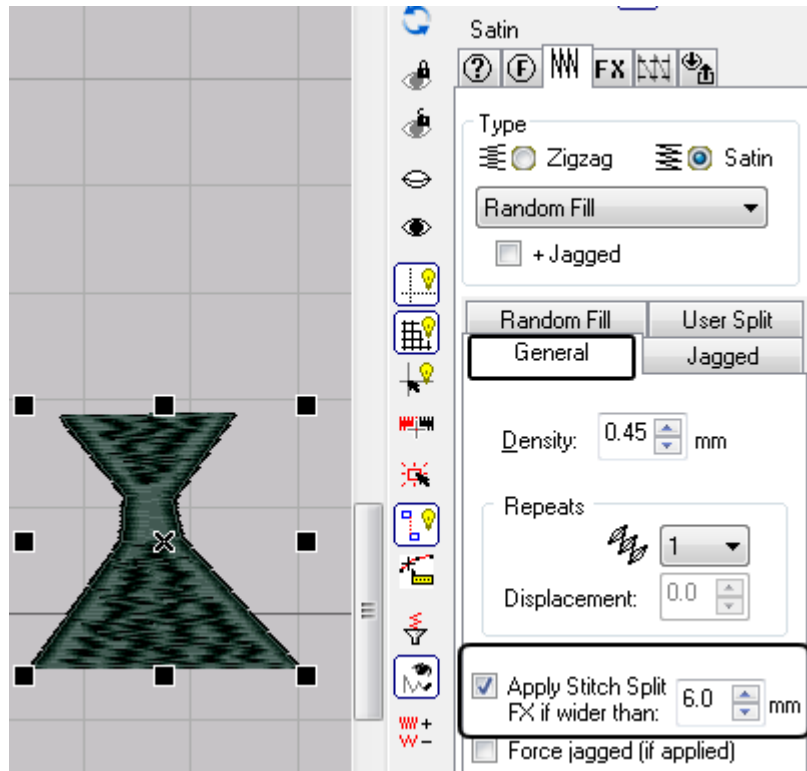 Satin
? F FX
Type
Zigzag Satin
Random Fill
+ Jagged
Random Fill User Split
General Jagged
Density: 0.45 mm
Repeats
1
Displacement: 0.0
Apply Stitch Split
FX if wider than: 6.0 mm
Force jagged (if applied)